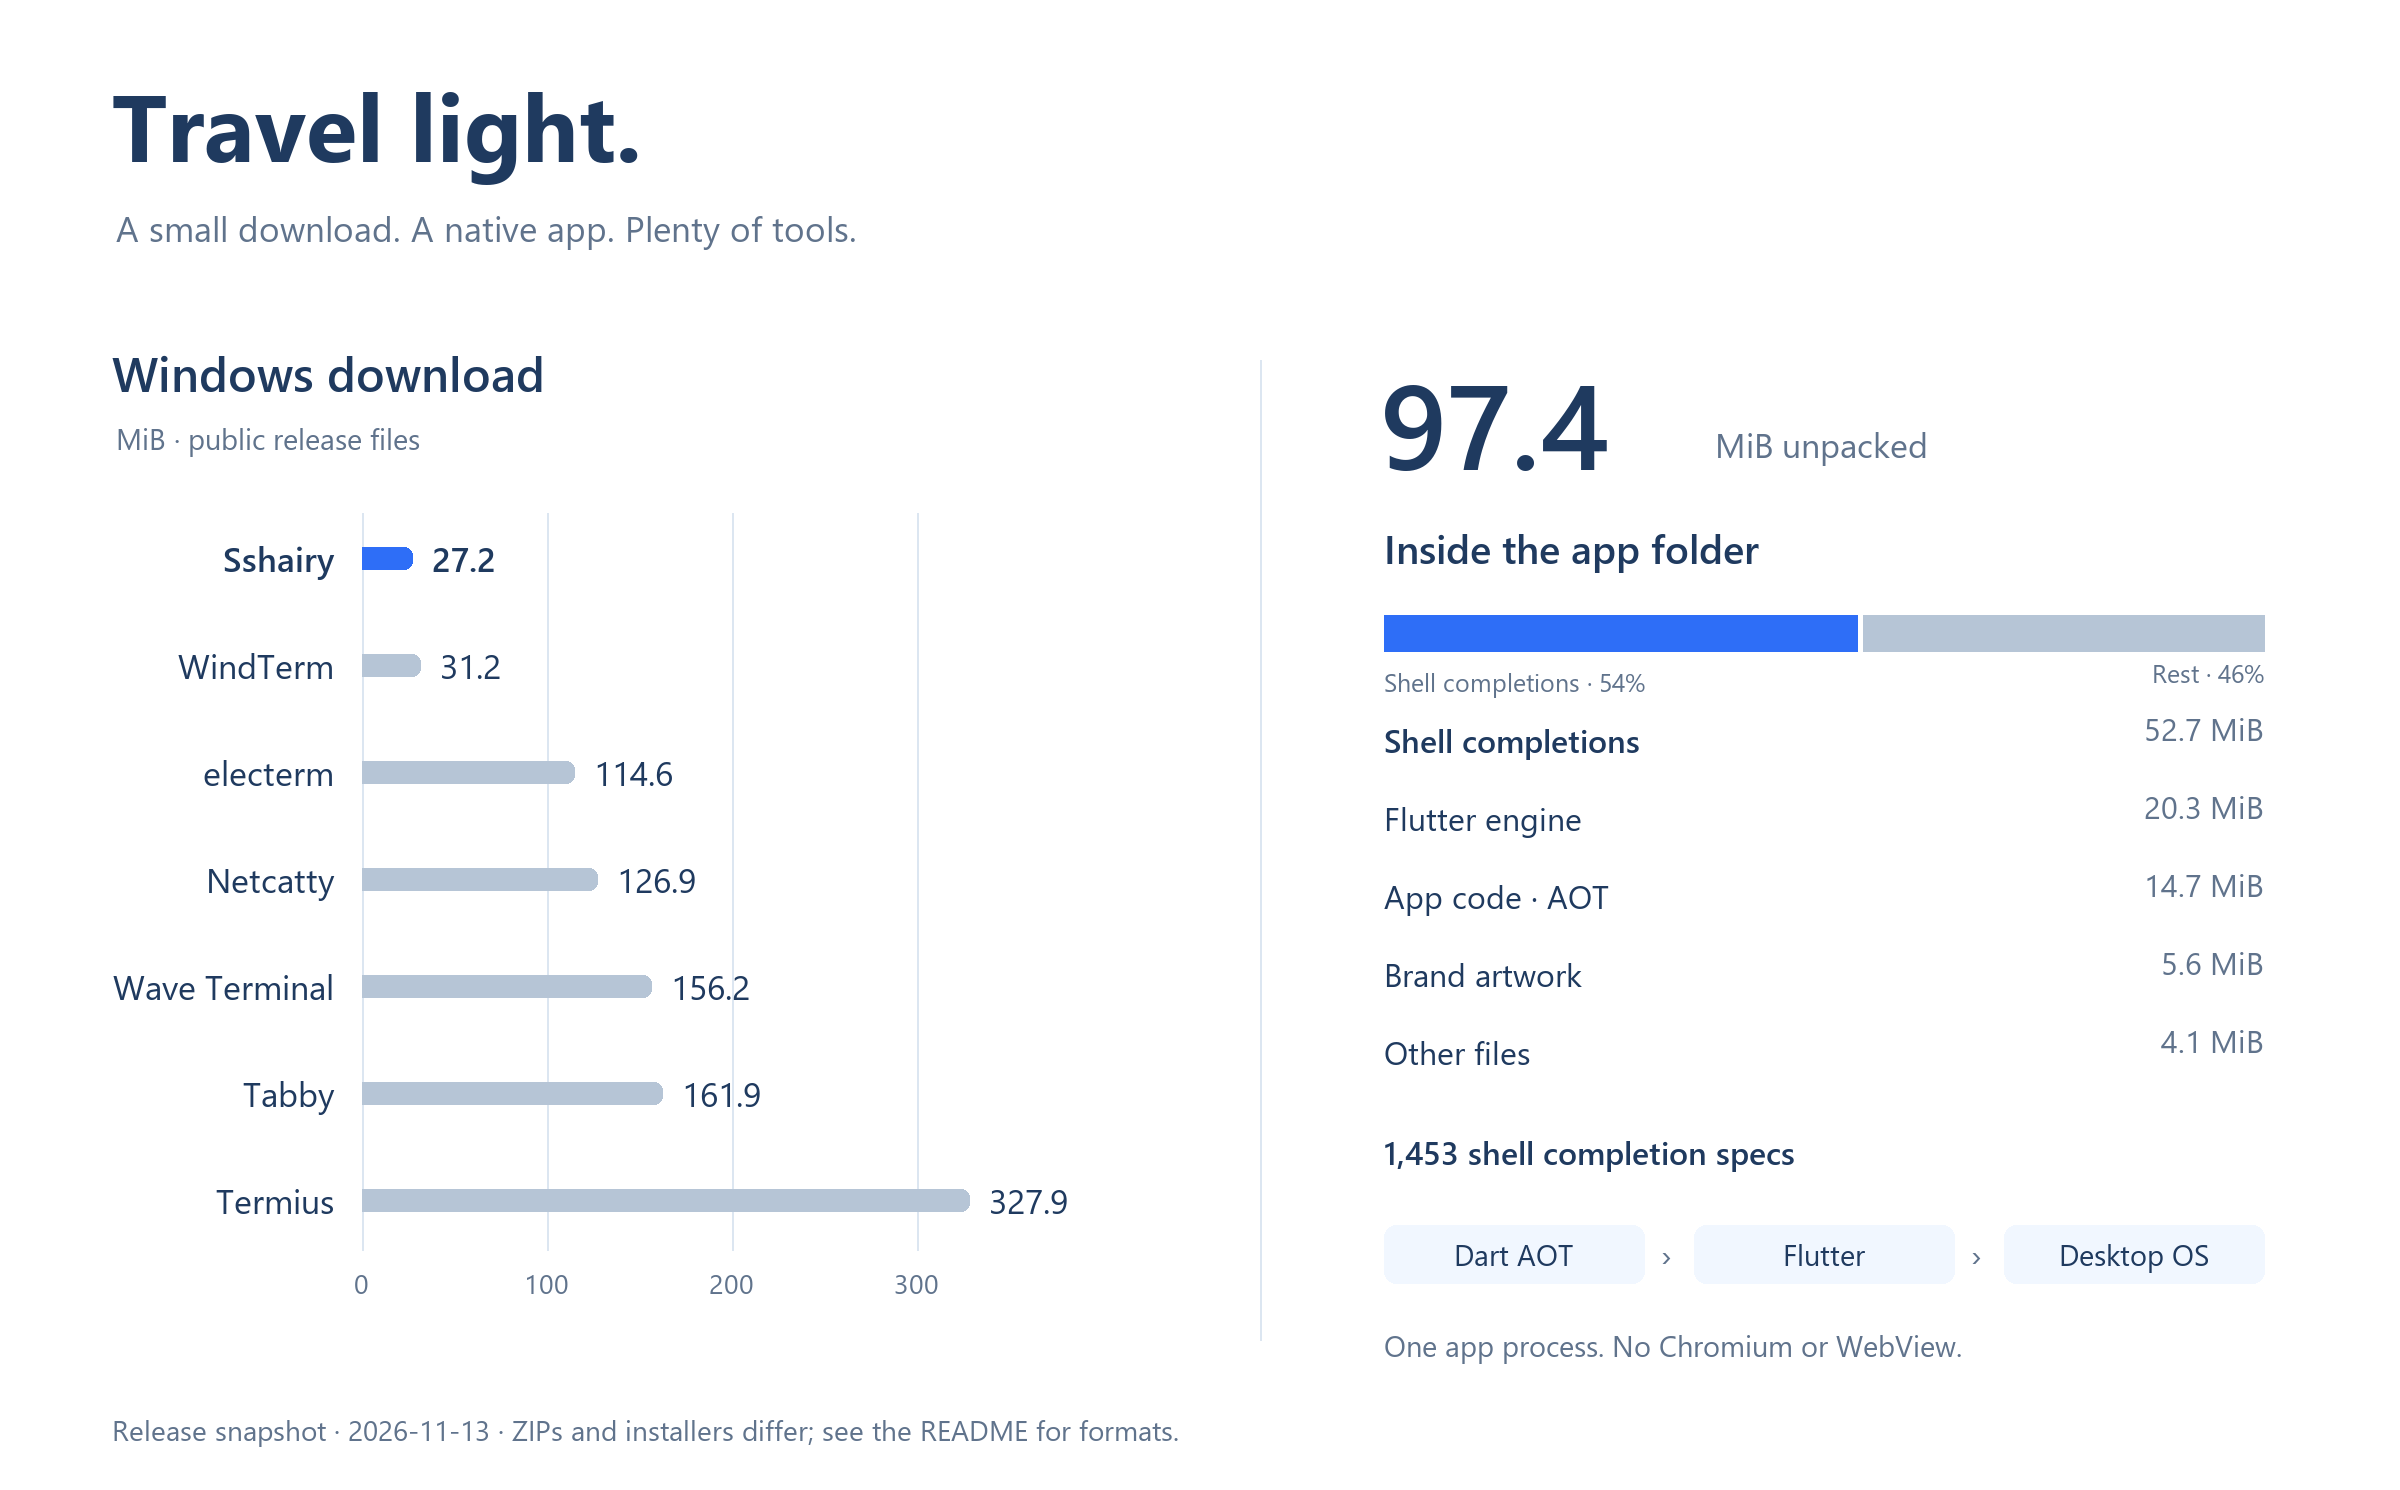 Travel light.
A small download. A native app. Plenty of tools.
Windows download
MiB · public release files
Sshairy 27.2
WindTerm 31.2
electerm 114.6
Netcatty 126.9
Wave Terminal 156.2
Tabby 161.9
Termius 327.9
0 100 200 300
97.4 MiB unpacked
Inside the app folder
Shell completions · 54% Rest · 46%
Shell completions 52.7 MiB
Flutter engine 20.3 MiB
App code · AOT 14.7 MiB
Brand artwork 5.6 MiB
Other files 4.1 MiB
1,453 shell completion specs
Dart AOT › Flutter › Desktop OS
One app process. No Chromium or WebView.
Release snapshot · 2026-11-13 · ZIPs and installers differ; see the README for formats.